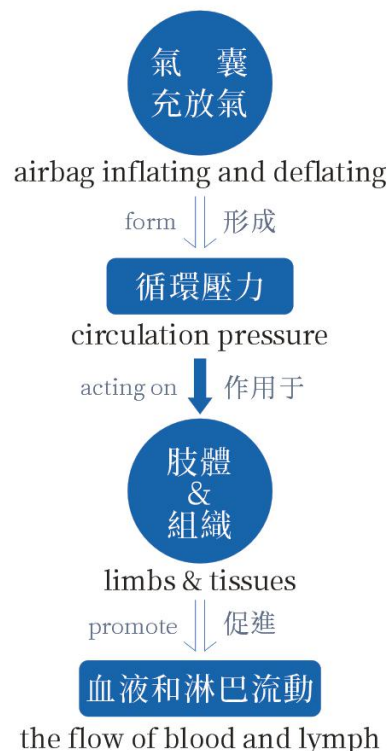 氣 囊
充放氣
airbag inflating and deflating
form 形成
循環壓力
circulation pressure
acting on 作用于
肢體
&
組織
limbs & tissues
promote 促進
血液和淋巴流動
the flow of blood and lymph